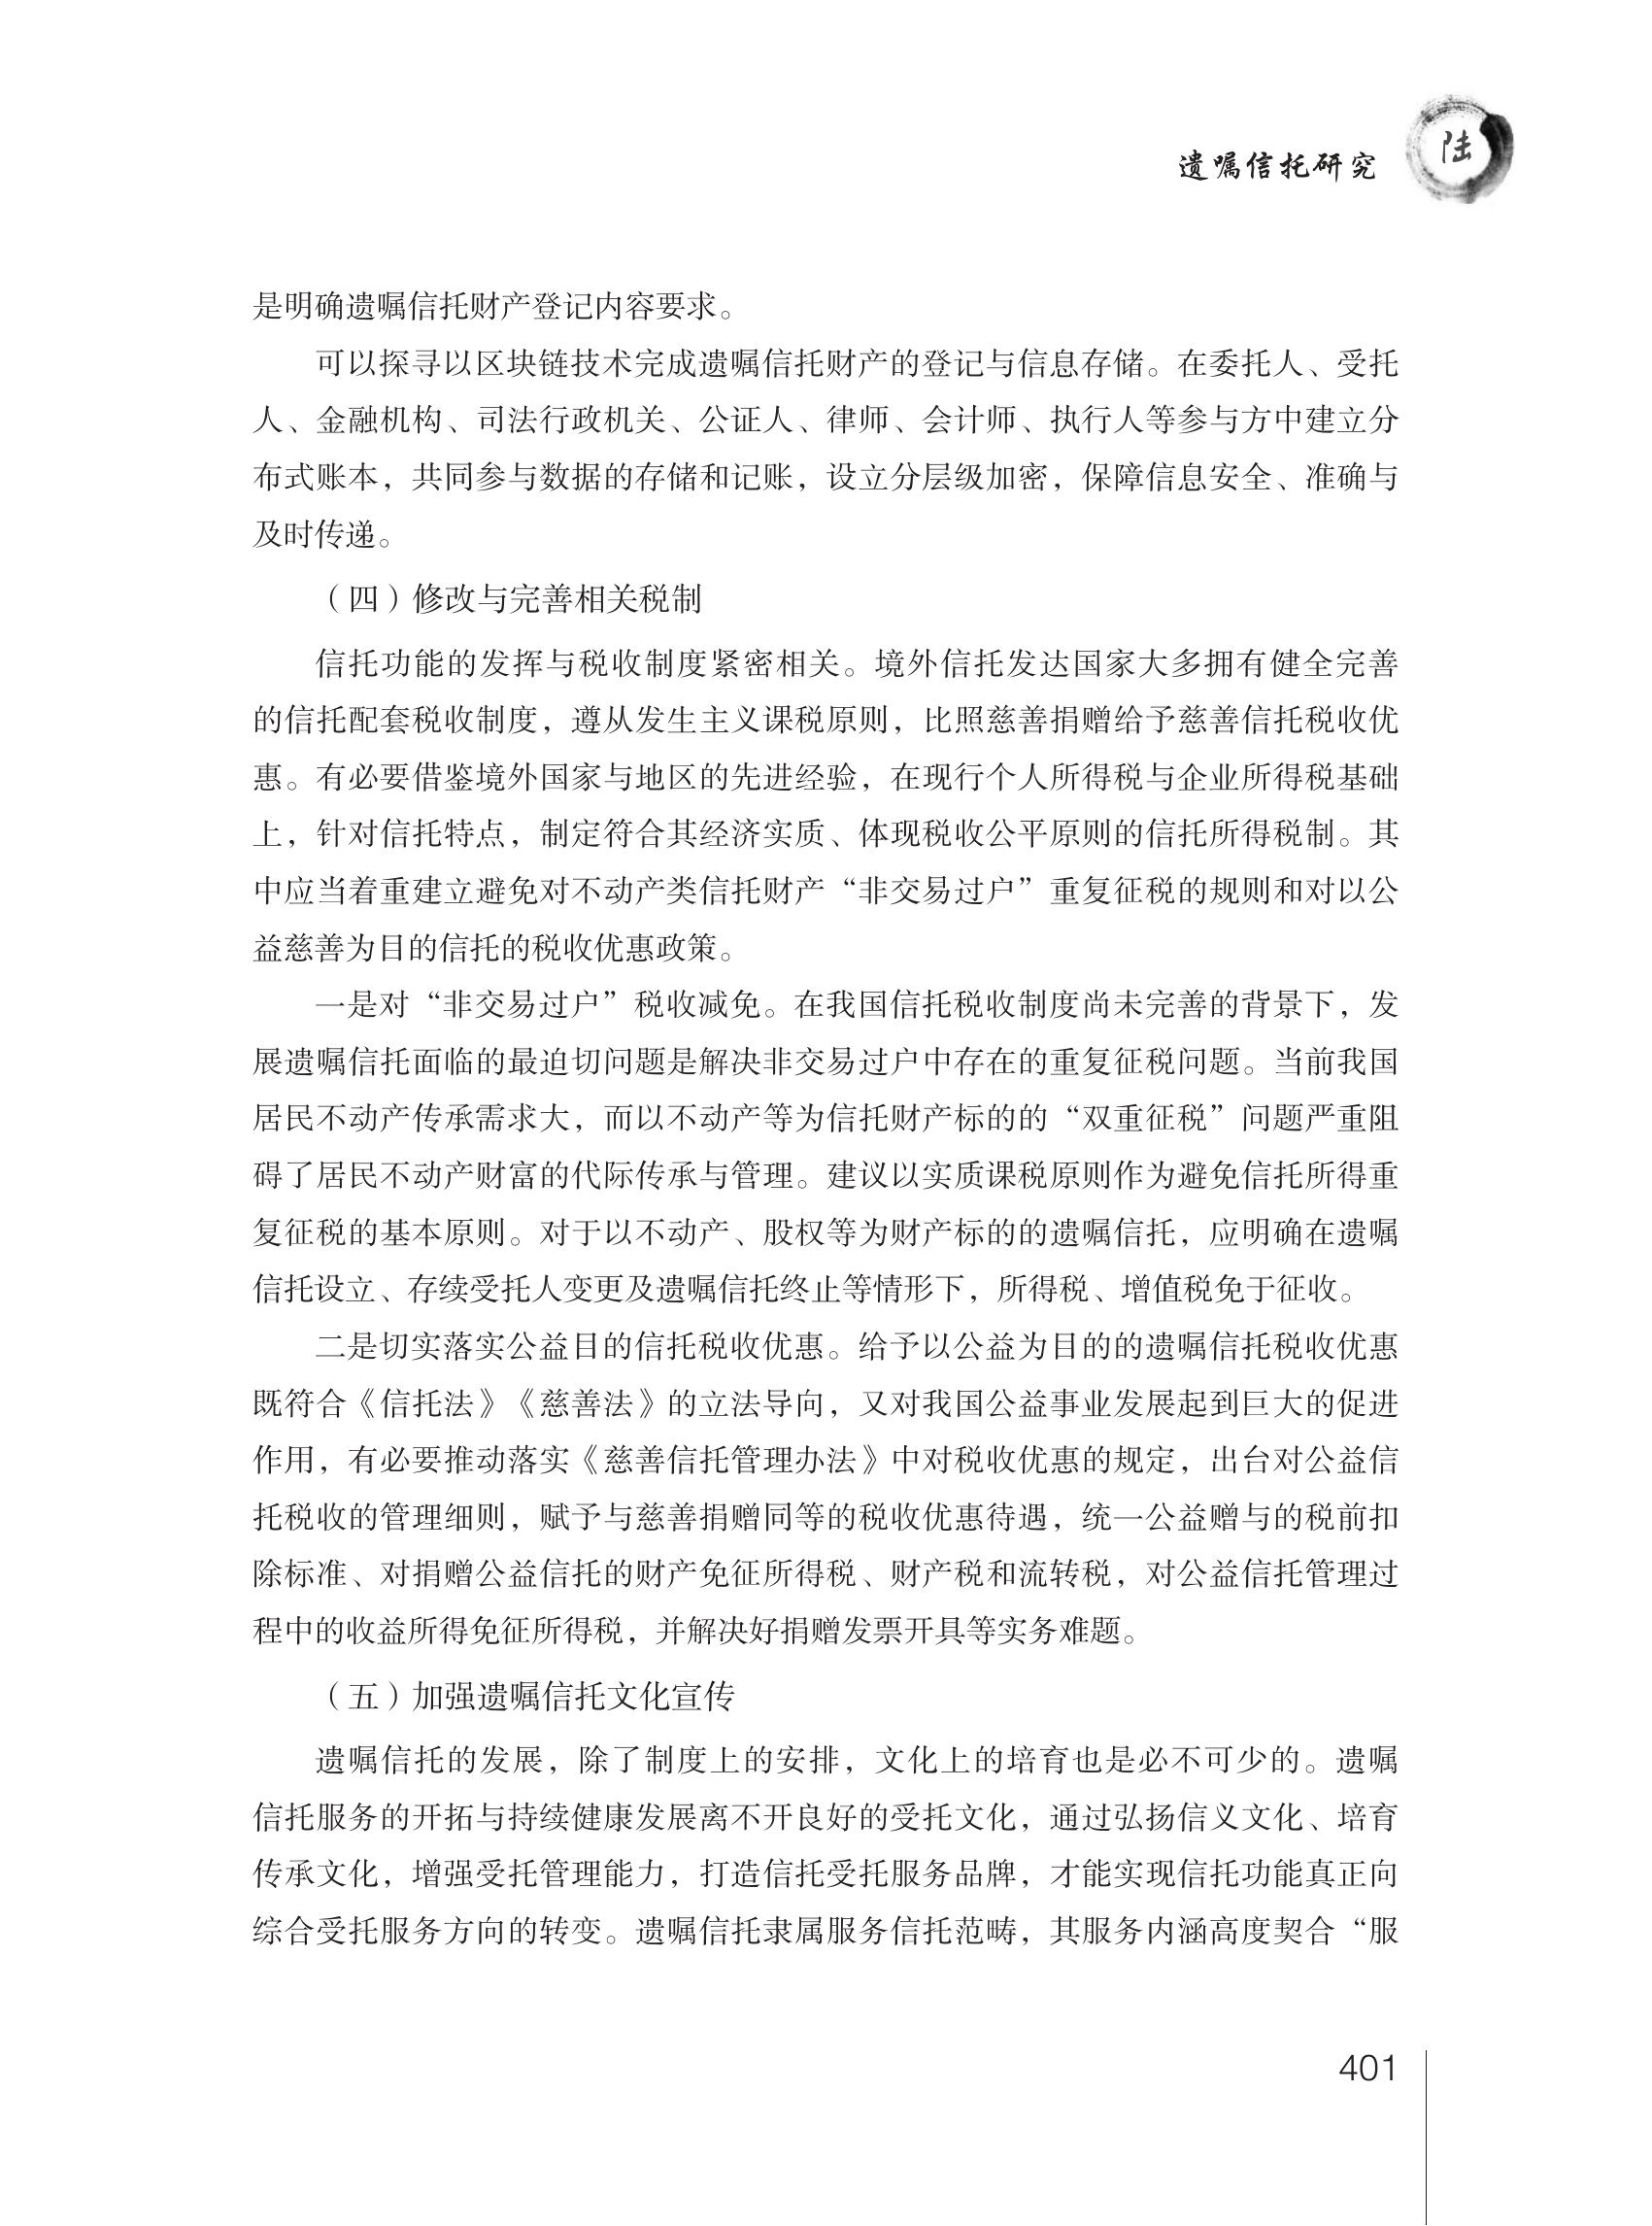 遗嘱信托研究
陆
是明确遗嘱信托财产登记内容要求。
可以探寻以区块链技术完成遗嘱信托财产的登记与信息存储。在委托人、受托
人、金融机构、司法行政机关、公证人、律师、会计师、执行人等参与方中建立分
布式账本，共同参与数据的存储和记账，设立分层级加密，保障信息安全、准确与
及时传递。
（四）修改与完善相关税制
信托功能的发挥与税收制度紧密相关。境外信托发达国家大多拥有健全完善
的信托配套税收制度，遵从发生主义课税原则，比照慈善捐赠给予慈善信托税收优
惠。有必要借鉴境外国家与地区的先进经验，在现行个人所得税与企业所得税基础
上，针对信托特点，制定符合其经济实质、体现税收公平原则的信托所得税制。其
中应当着重建立避免对不动产类信托财产“非交易过户”重复征税的规则和对以公
益慈善为目的信托的税收优惠政策。
一是对“非交易过户”税收减免。在我国信托税收制度尚未完善的背景下，发
展遗嘱信托面临的最迫切问题是解决非交易过户中存在的重复征税问题。当前我国
居民不动产传承需求大，而以不动产等为信托财产标的的“双重征税”问题严重阻
碍了居民不动产财富的代际传承与管理。建议以实质课税原则作为避免信托所得重
复征税的基本原则。对于以不动产、股权等为财产标的的遗嘱信托，应明确在遗嘱
信托设立、存续受托人变更及遗嘱信托终止等情形下，所得税、增值税免于征收。
二是切实落实公益目的信托税收优惠。给予以公益为目的的遗嘱信托税收优惠
既符合《信托法》《慈善法》的立法导向，又对我国公益事业发展起到巨大的促进
作用，有必要推动落实《慈善信托管理办法》中对税收优惠的规定，出台对公益信
托税收的管理细则，赋予与慈善捐赠同等的税收优惠待遇，统一公益赠与的税前扣
除标准、对捐赠公益信托的财产免征所得税、财产税和流转税，对公益信托管理过
程中的收益所得免征所得税，并解决好捐赠发票开具等实务难题。
（五）加强遗嘱信托文化宣传
遗嘱信托的发展，除了制度上的安排，文化上的培育也是必不可少的。遗嘱
信托服务的开拓与持续健康发展离不开良好的受托文化，通过弘扬信义文化、培育
传承文化，增强受托管理能力，打造信托受托服务品牌，才能实现信托功能真正向
综合受托服务方向的转变。遗嘱信托隶属服务信托范畴，其服务内涵高度契合“服
401